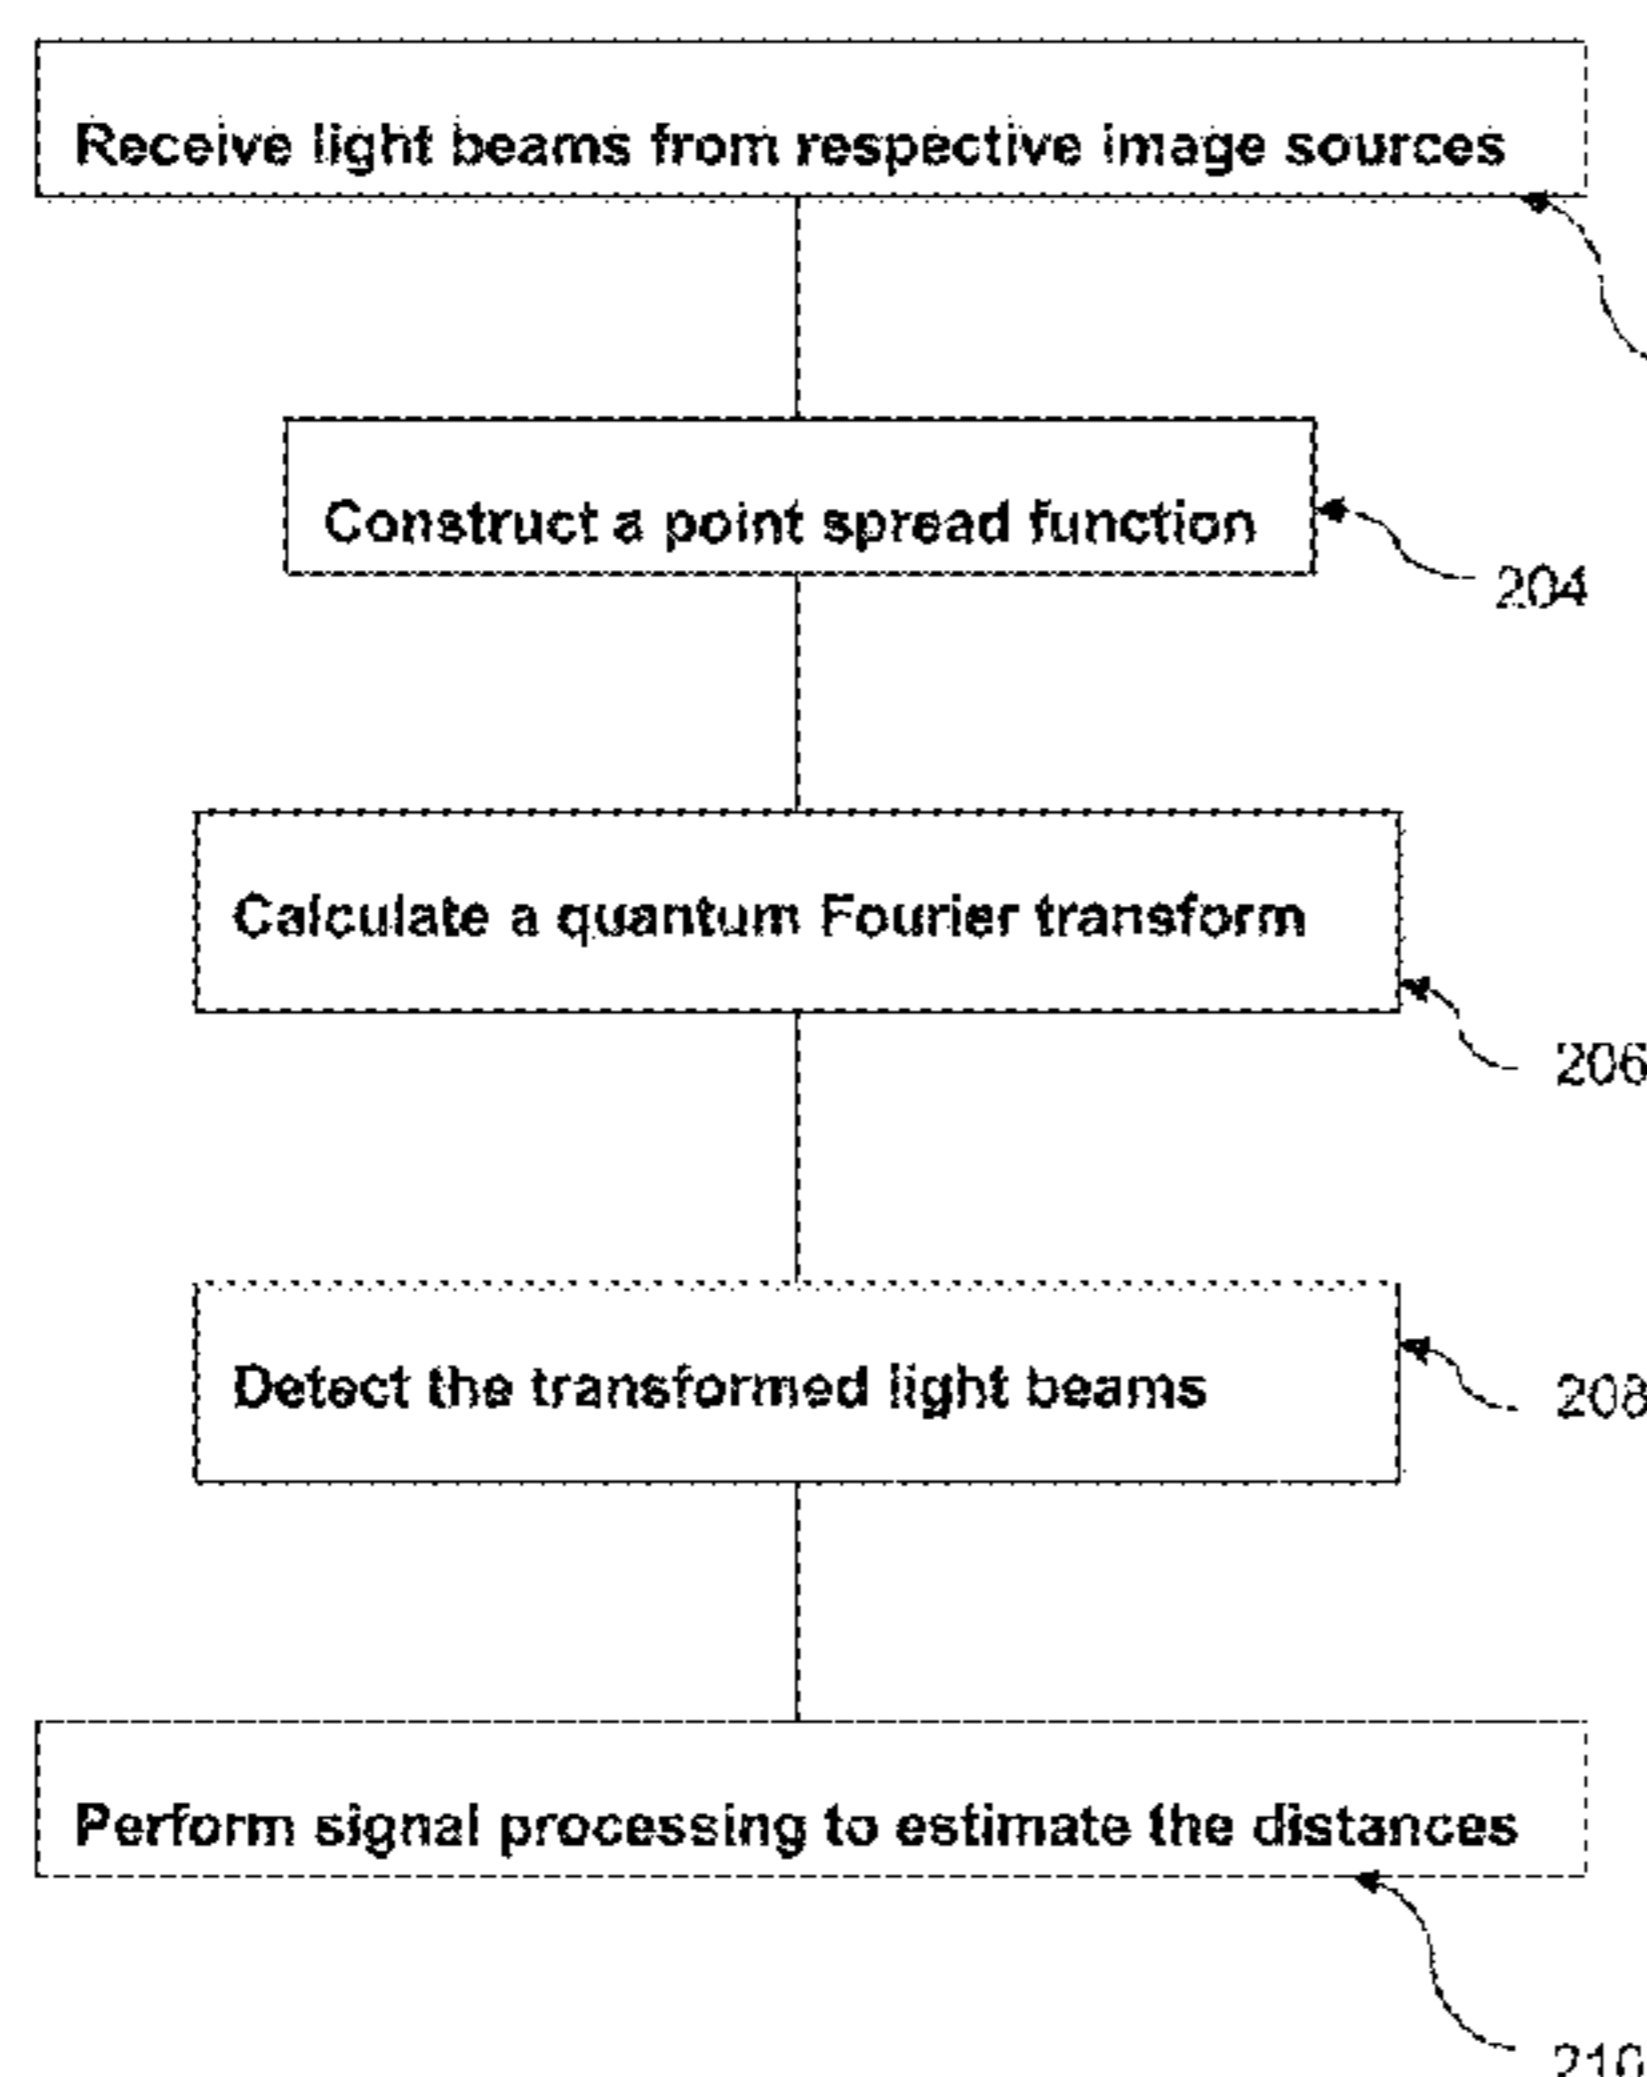 Receive light beams from respective image sources
Construct a point spread function
204
Calculate a quantum Fourier transform
206
Detect the transformed light beams
208
Perform signal processing to estimate the distances
210